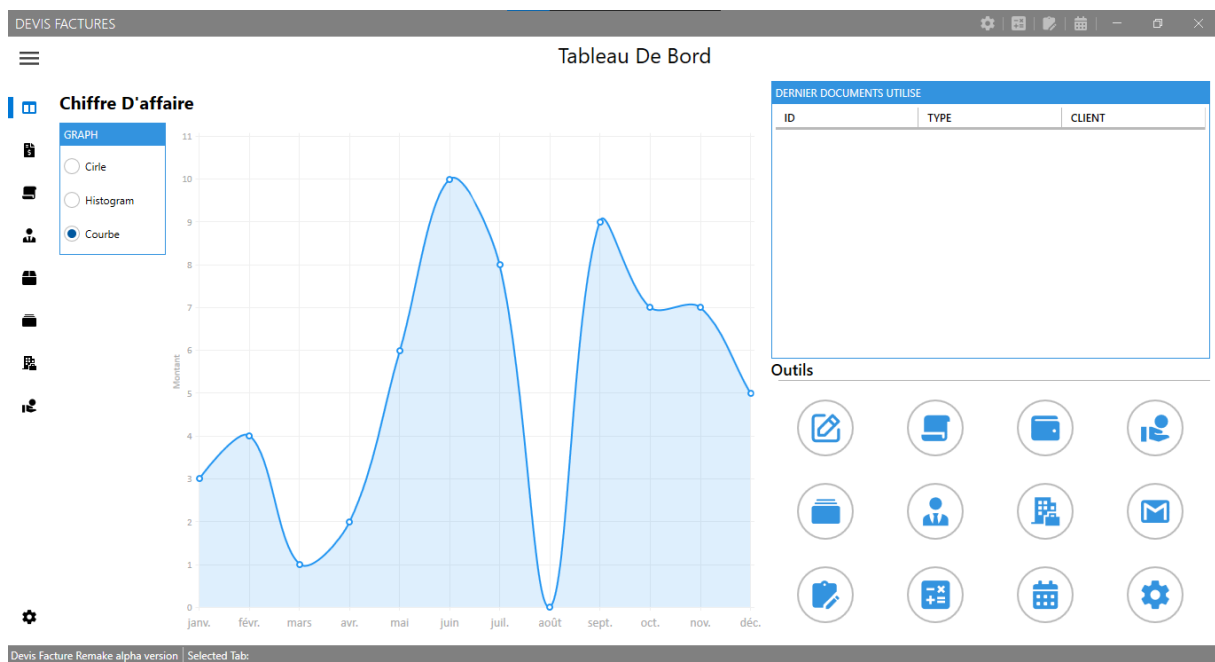 DEVIS FACTURES
Tableau De Bord
Chiffre D'affaire
GRAPH
Cirle
Histogram
Courbe
11
10
9
8
7
6
5
4
3
2
1
0
Montant
janv. févr. mars avr. mai juin juil. août sept. oct. nov. déc.
DERNIER DOCUMENTS UTILISE
ID TYPE CLIENT
Outils
Devis Facture Remake alpha version Selected Tab: